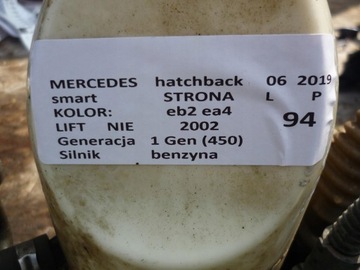 MERCEDES hatchback 06 2019
smart STRONA L P
KOLOR: eb2 ea4 94
LIFT NIE 2002
Generacja 1 Gen (450)
Silnik benzyna